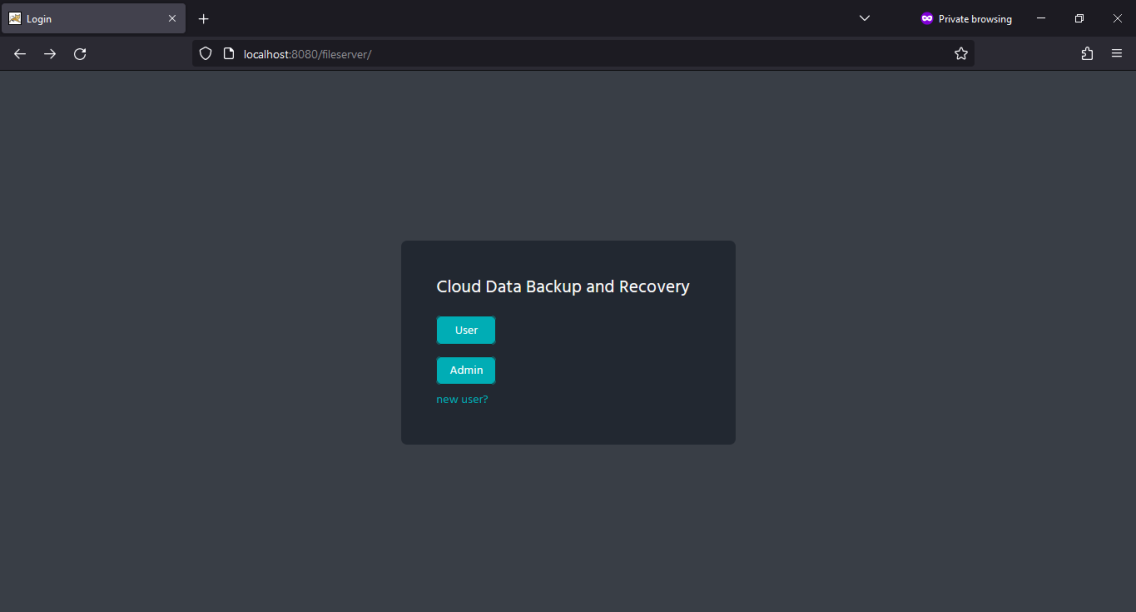 Login
Private browsing
localhost:8080/fileserver/
Cloud Data Backup and Recovery
User
Admin
new user?